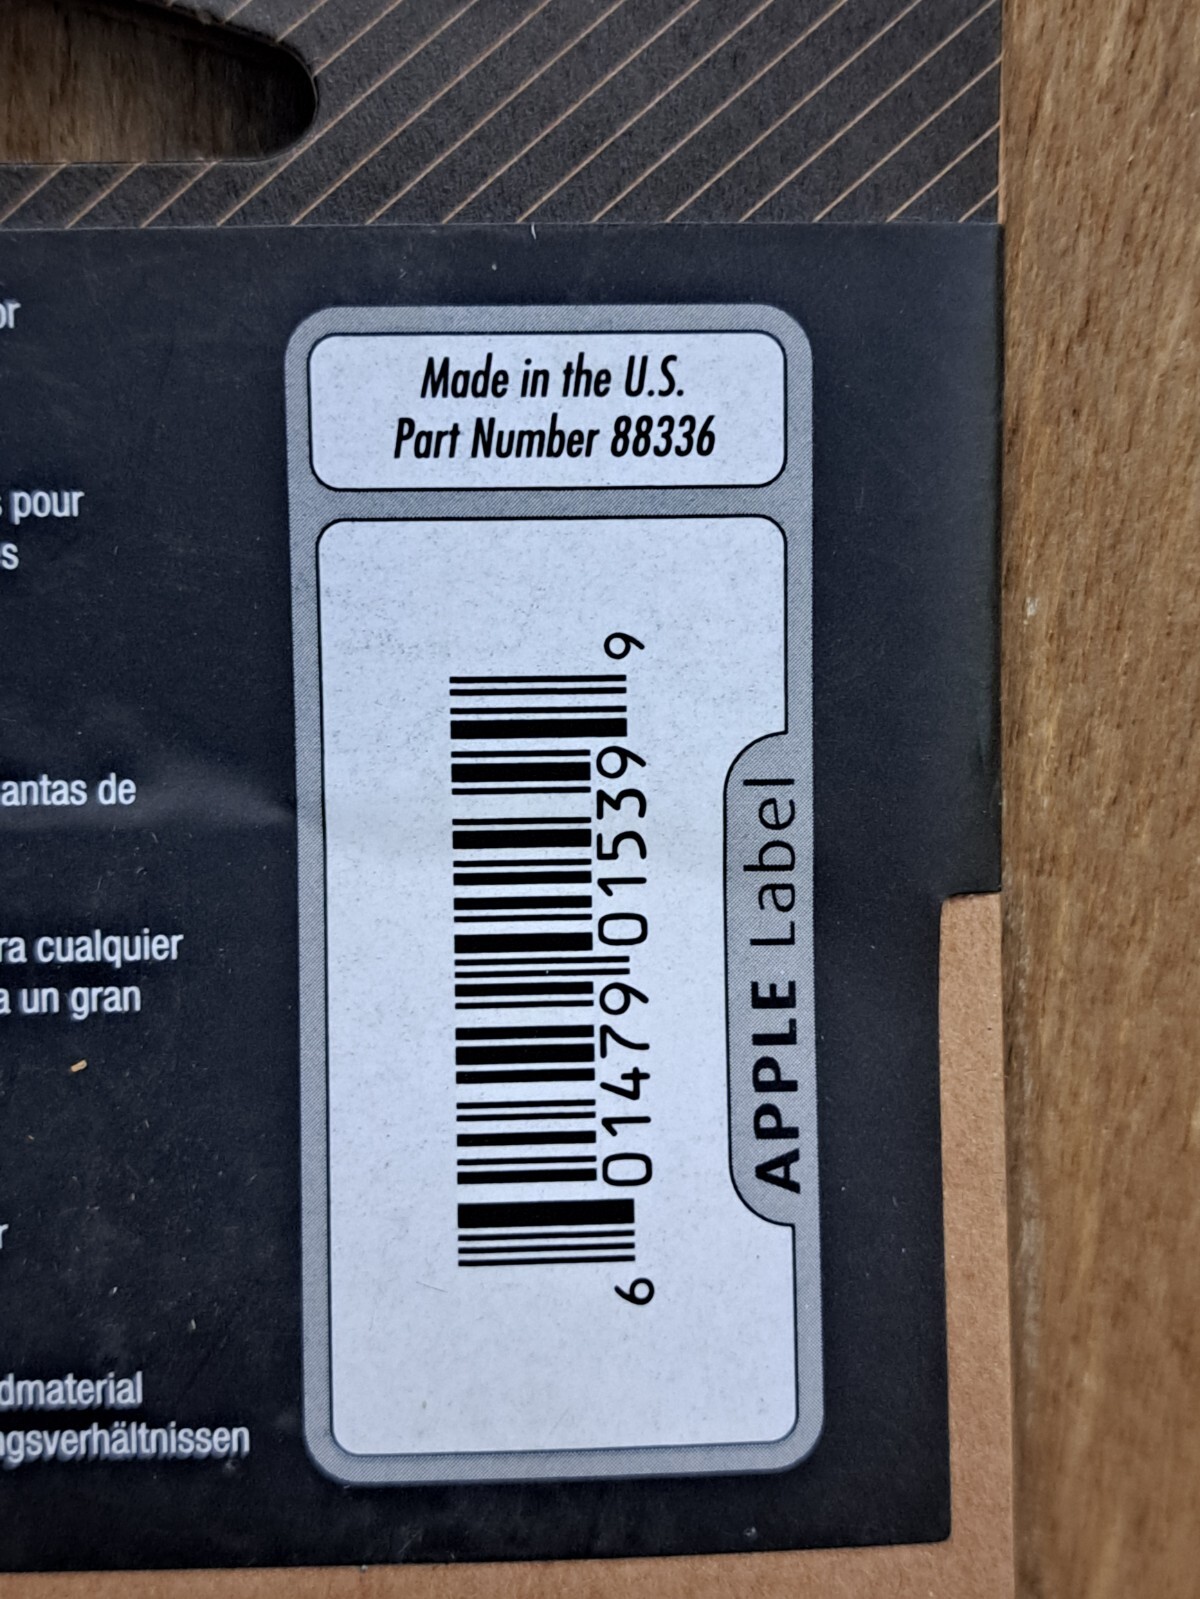 or
pour
s
antas de
ra cualquier
a un gran
r
dmaterial
ngsverhältnissen
Made in the U.S.
Part Number 88336
6 01479 01539 9
APPLE Label